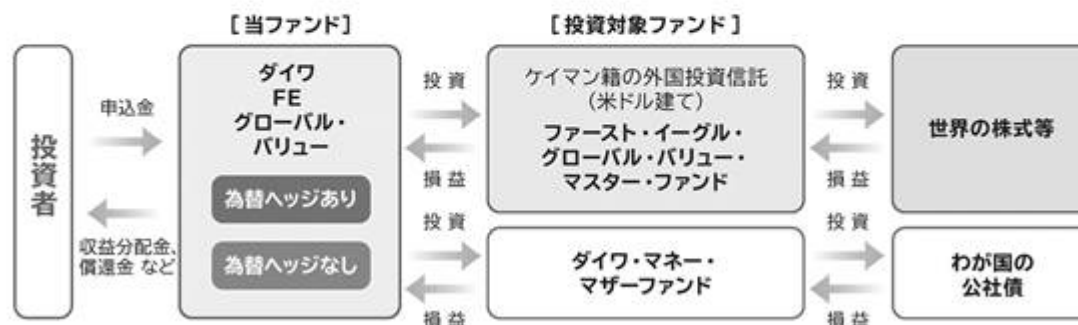 [当ファンド]
[投資対象ファンド]
投資者
申込金
収益分配金、
償還金 など
ダイワ
FE
グローバル・
バリュー
為替ヘッジあり
為替ヘッジなし
投 資
損 益
投 資
損 益
ケイマン籍の外国投資信託
(米ドル建て)
ファースト・イーグル・
グローバル・バリュー・
マスター・ファンド
ダイワ・マネー・
マザーファンド
投 資
損 益
投 資
損 益
世界の株式等
わが国の
公社債